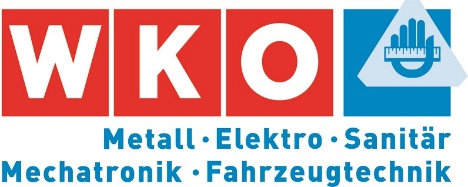 WKO
Metall · Elektro · Sanitär
Mechatronik · Fahrzeugtechnik